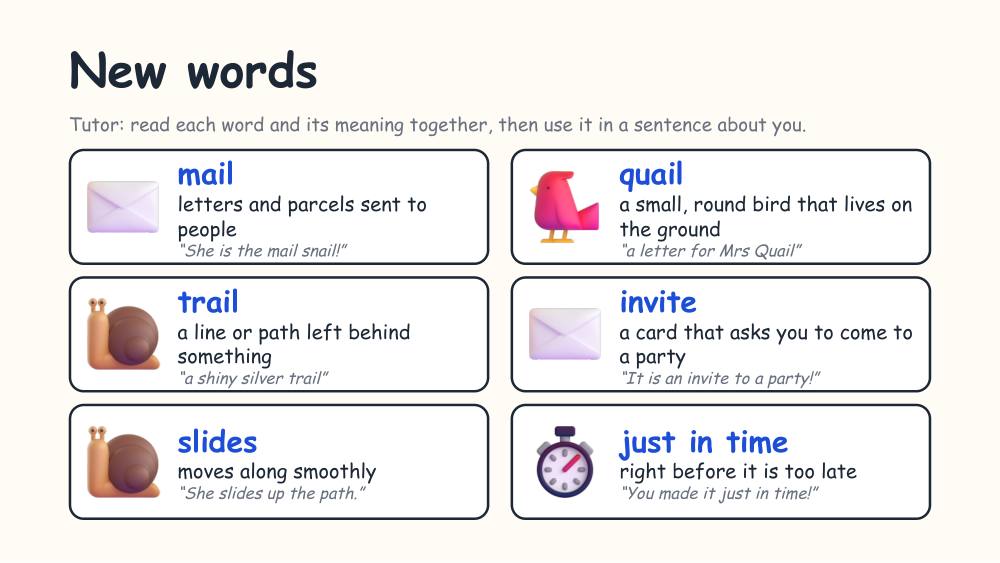 New words
Tutor: read each word and its meaning together, then use it in a sentence about you.
mail
letters and parcels sent to
people
“She is the mail snail!”
quail
a small, round bird that lives on
the ground
“a letter for Mrs Quail”
trail
a line or path left behind
something
“a shiny silver trail”
invite
a card that asks you to come to
a party
“It is an invite to a party!”
slides
moves along smoothly
“She slides up the path.”
just in time
right before it is too late
“You made it just in time!”